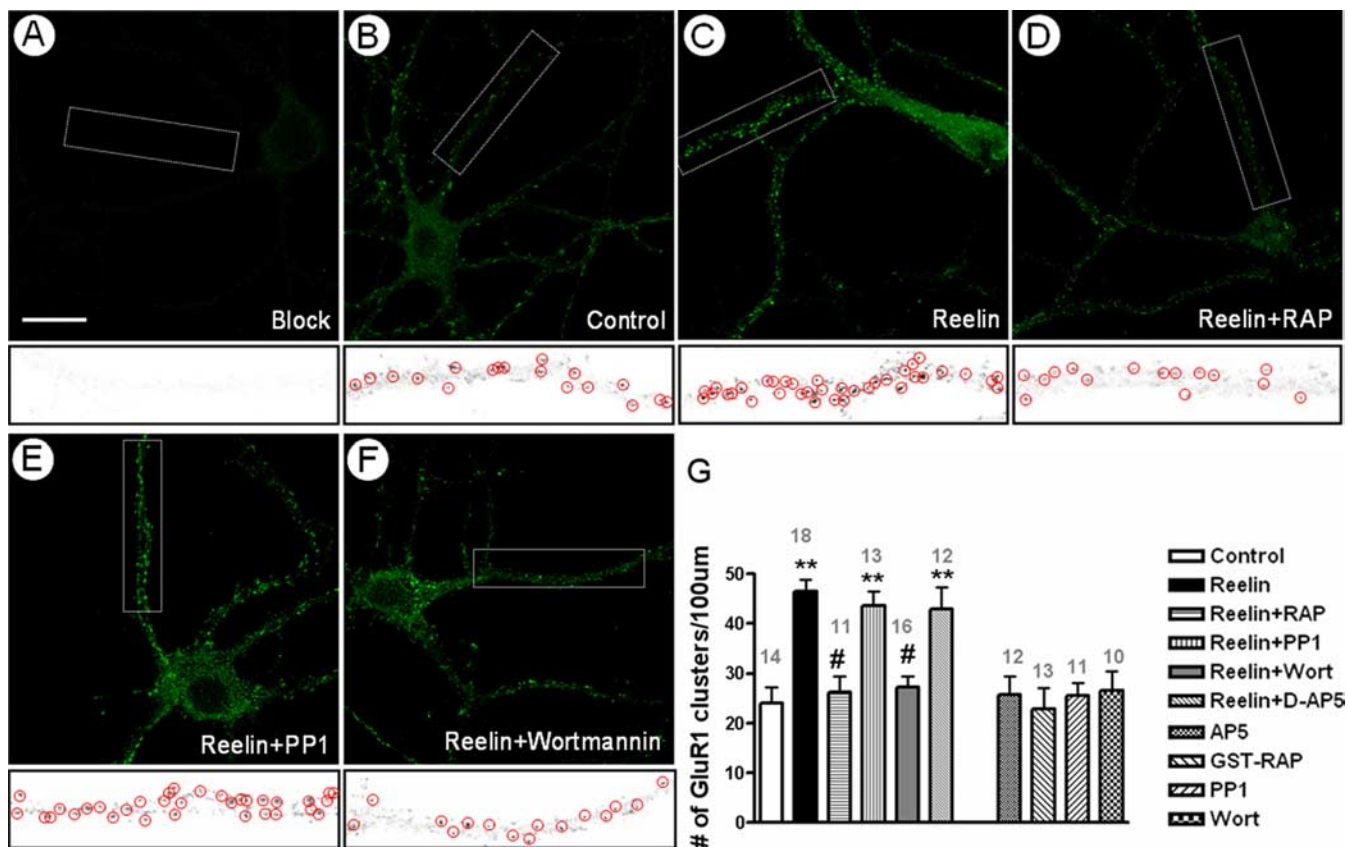 A
B
C
D
Block
Control
Reelin
Reelin+RAP
E
F
Reelin+PP1
Reelin+Wortmannin
G
# of GluR1 clusters/100um
50
40
30
20
10
0
14
18
**
11
#
13
**
16
#
12
**
12
13
11
10
Control
Reelin
Reelin+RAP
Reelin+PP1
Reelin+Wort
Reelin+D-AP5
AP5
GST-RAP
PP1
Wort